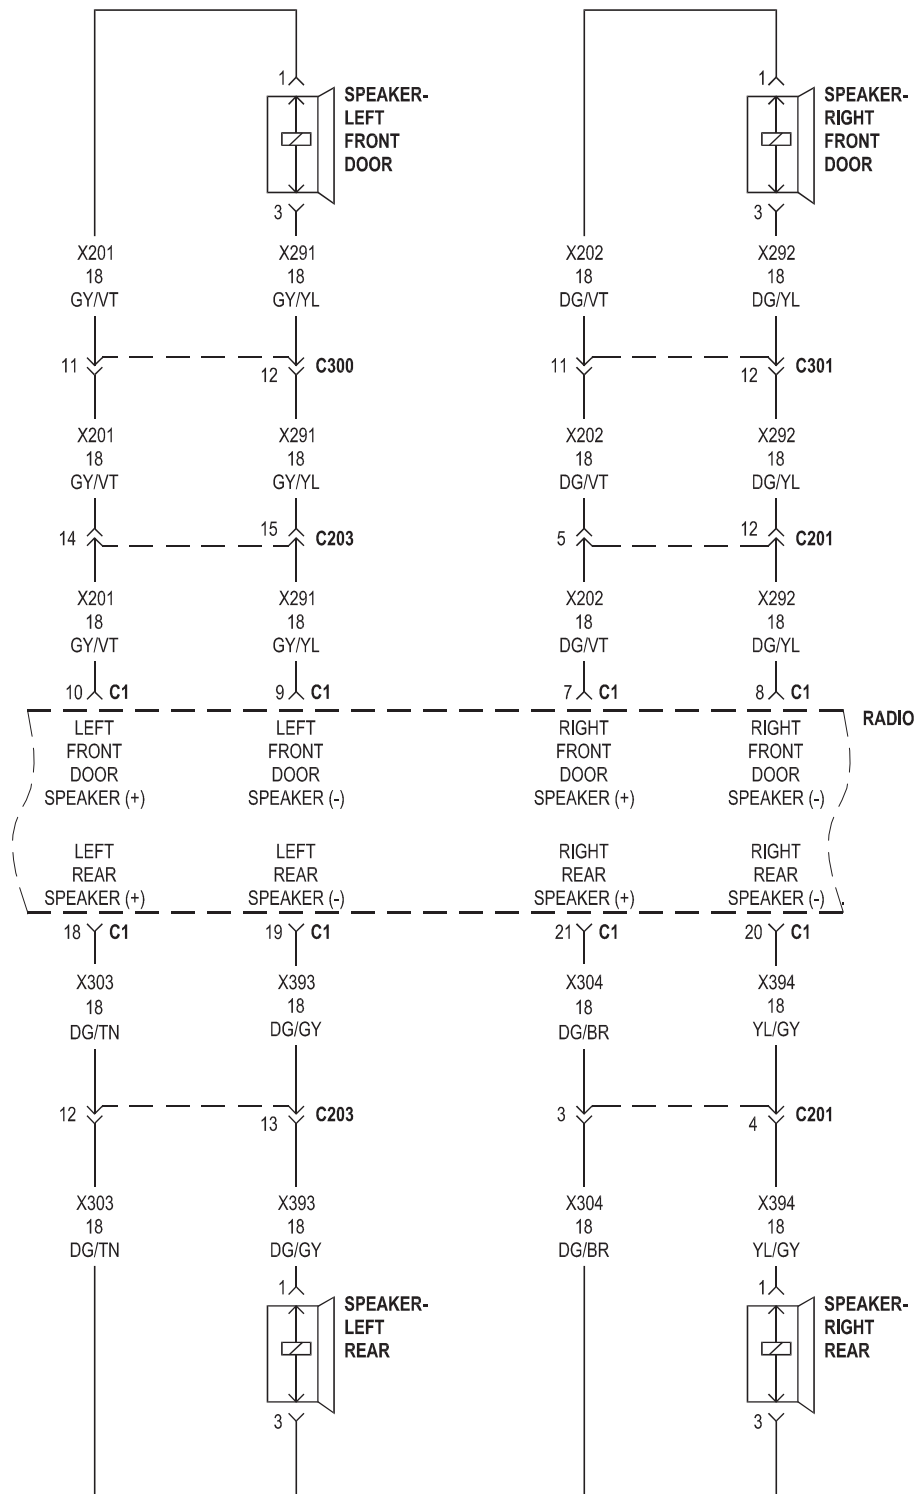 1 1
SPEAKER- SPEAKER-
LEFT RIGHT
FRONT FRONT
DOOR DOOR
3 3
X201 X291 X202 X292
18 18 18 18
GY/VT GY/YL DG/VT DG/YL
11 12 C300 11 12 C301
X201 X291 X202 X292
18 18 18 18
GY/VT GY/YL DG/VT DG/YL
14 15 C203 5 12 C201
X201 X291 X202 X292
18 18 18 18
GY/VT GY/YL DG/VT DG/YL
10 C1 9 C1 7 C1 8 C1
RADIO
LEFT LEFT RIGHT RIGHT
FRONT FRONT FRONT FRONT
DOOR DOOR DOOR DOOR
SPEAKER (+) SPEAKER (-) SPEAKER (+) SPEAKER (-)
LEFT LEFT RIGHT RIGHT
REAR REAR REAR REAR
SPEAKER (+) SPEAKER (-) SPEAKER (+) SPEAKER (-)
18 C1 19 C1 21 C1 20 C1
X303 X393 X304 X394
18 18 18 18
DG/TN DG/GY DG/BR YL/GY
12 13 C203 3 4 C201
X303 X393 X304 X394
18 18 18 18
DG/TN DG/GY DG/BR YL/GY
1 1
SPEAKER- SPEAKER-
LEFT RIGHT
REAR REAR
3 3